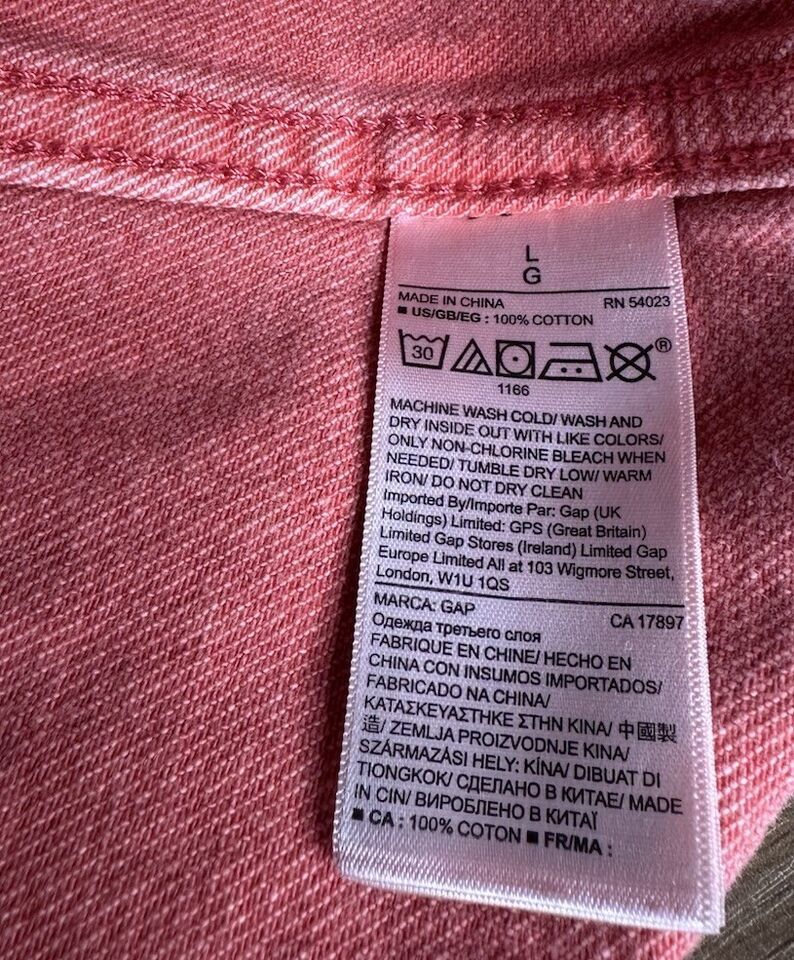 L
G
MADE IN CHINA RN 54023
■ US/GB/EG : 100% COTTON
30 ®
1166
MACHINE WASH COLD/ WASH AND
DRY INSIDE OUT WITH LIKE COLORS/
ONLY NON-CHLORINE BLEACH WHEN
NEEDED/ TUMBLE DRY LOW/ WARM
IRON/ DO NOT DRY CLEAN
Imported By/Importe Par: Gap (UK
Holdings) Limited: GPS (Great Britain)
Limited Gap Stores (Ireland) Limited Gap
Europe Limited All at 103 Wigmore Street,
London, W1U 1QS
MARCA: GAP CA 17897
Одежда третьего слоя
FABRIQUE EN CHINE/ HECHO EN
CHINA CON INSUMOS IMPORTADOS/
FABRICADO NA CHINA/
ΚΑΤΑΣΚΕΥΑΣΤΗΚΕ ΣΤΗΝ ΚΙΝΑ/ 中國製
造/ ZEMLJA PROIZVODNJE KINA/
SZÁRMAZÁSI HELY: KÍNA/ DIBUAT DI
TIONGKOK/ СДЕЛАНО В КИТАЕ/ MADE
IN CIN/ ВИРОБЛЕНО В КИТАЇ
■ CA : 100% COTON ■ FR/MA :